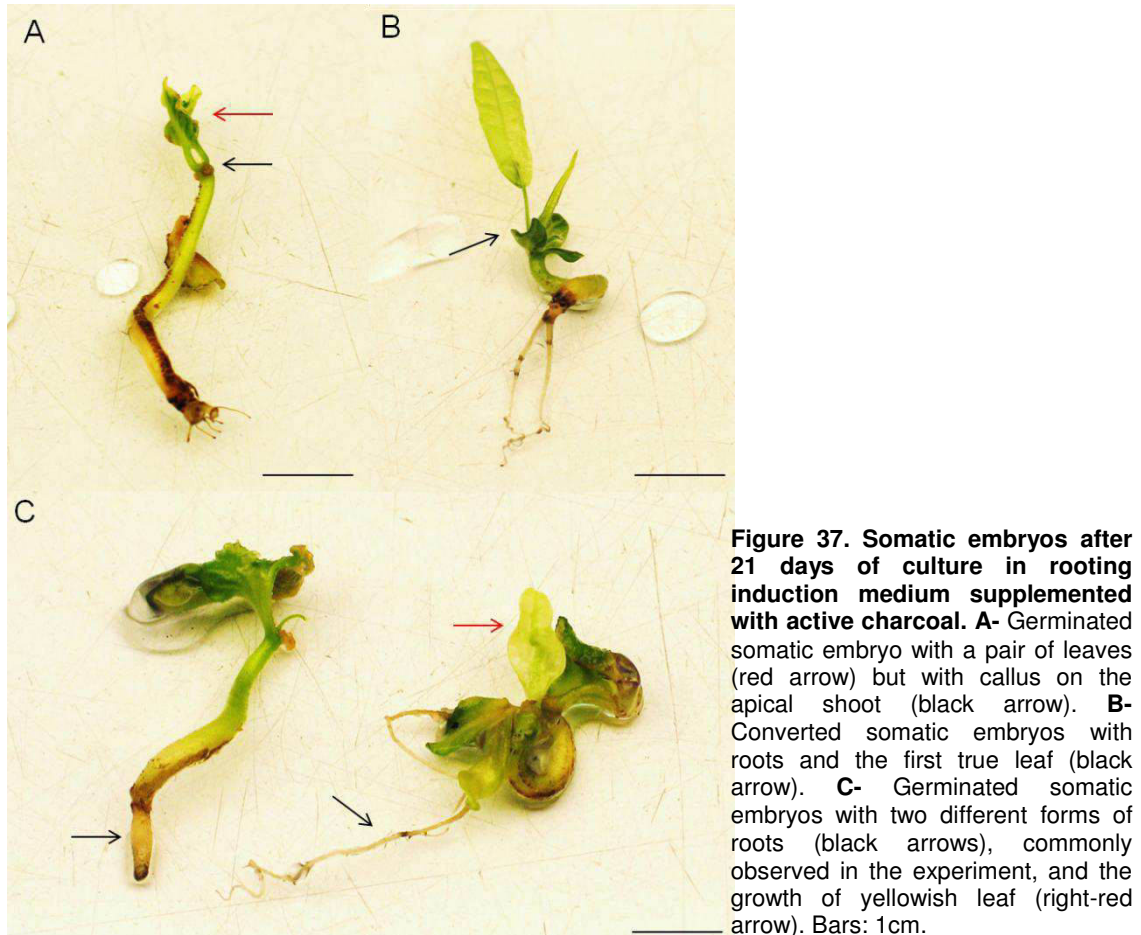 A
B
C
Figure 37. Somatic embryos after
21 days of culture in rooting
induction medium supplemented
with active charcoal. A- Germinated
somatic embryo with a pair of leaves
(red arrow) but with callus on the
apical shoot (black arrow). B-
Converted somatic embryos with
roots and the first true leaf (black
arrow). C- Germinated somatic
embryos with two different forms of
roots (black arrows), commonly
observed in the experiment, and the
growth of yellowish leaf (right-red
arrow). Bars: 1cm.